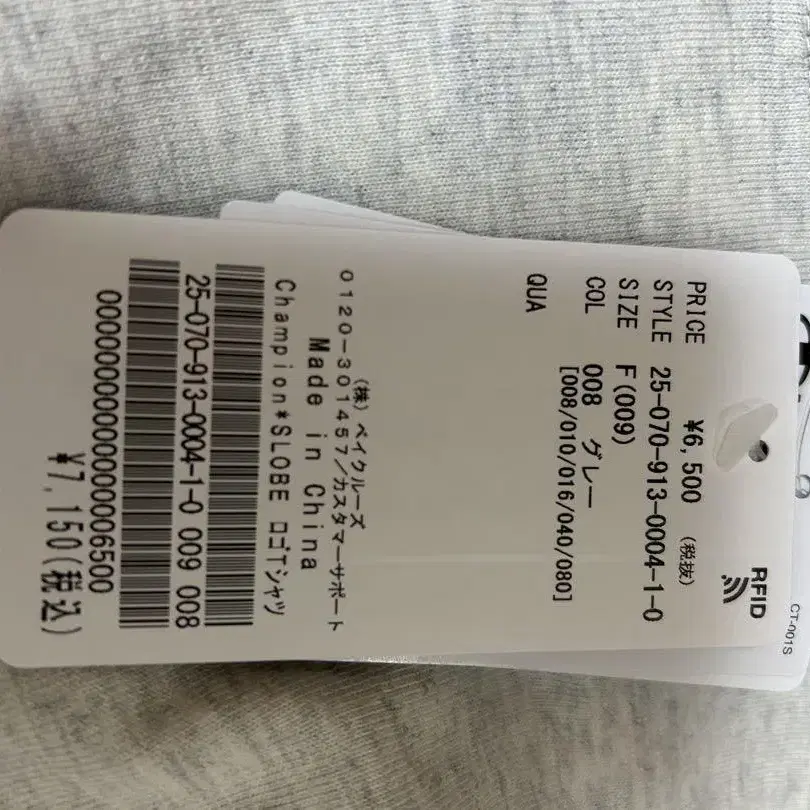 RFID
CT-001S
PRICE ¥6,500 (税抜)
STYLE 25-070-913-0004-1-0
SIZE F(009)
COL 008 グレー
[008/010/016/040/080]
QUA
(株)ベイクルーズ
0120-301457/カスタマーサポート
Made in China
Champion*SLOBE ロゴTシャツ
25-070-913-0004-1-0 009 008
00000000000000006500
¥7,150(税込)